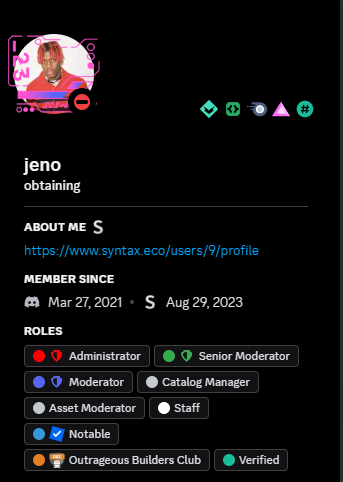 23
jeno
obtaining
ABOUT ME S
https://www.syntax.eco/users/9/profile
MEMBER SINCE
Mar 27, 2021 • S Aug 29, 2023
ROLES
Administrator Senior Moderator
Moderator Catalog Manager
Asset Moderator Staff
Notable
Outrageous Builders Club Verified